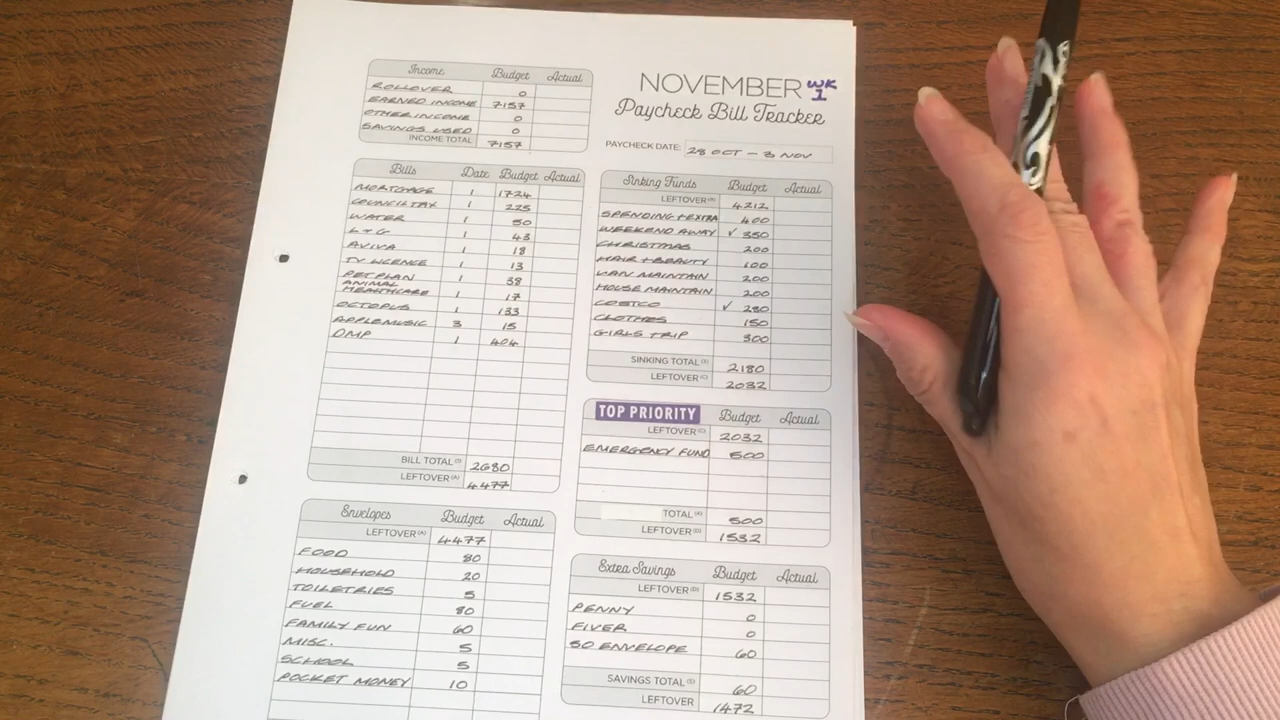 Income Budget Actual
ROLLOVER 0
EARNED INCOME 7157
OTHER INCOME 0
SAVINGS USED 0
INCOME TOTAL 7157
NOVEMBER WK 1
Paycheck Bill Tracker
PAYCHECK DATE: 28 OCT - 3 NOV
Bills Date Budget Actual
MORTGAGE 1 1724
COUNCIL TAX 1 225
WATER 1 50
L+G 1 43
AVIVA 1 18
TV LICENCE 1 13
PETPLAN 1 38
ANIMAL HEALTHCARE 1 17
OCTOPUS 1 133
APPLE MUSIC 3 15
DMP 1 404
BILL TOTAL (1) 2680
LEFTOVER (A) 4477
Envelopes Budget Actual
LEFTOVER (A) 4477
FOOD 80
HOUSEHOLD 20
TOILETRIES 5
FUEL 80
FAMILY FUN 60
MISC. 5
SCHOOL 5
POCKET MONEY 10
Sinking Funds Budget Actual
LEFTOVER (B) 4212
SPENDING + EXTRA 400
WEEKEND AWAY ✓ 350
CHRISTMAS 200
HAIR + BEAUTY 100
VAN MAINTAIN 200
HOUSE MAINTAIN 200
COSTCO ✓ 280
CLOTHES 150
GIRLS TRIP 300
SINKING TOTAL (3) 2180
LEFTOVER (C) 2032
TOP PRIORITY Budget Actual
LEFTOVER (C) 2032
EMERGENCY FUND 500
TOTAL (4) 500
LEFTOVER (D) 1532
Extra Savings Budget Actual
LEFTOVER (D) 1532
PENNY 0
FIVER 0
50 ENVELOPE 60
SAVINGS TOTAL (5) 60
LEFTOVER 1472